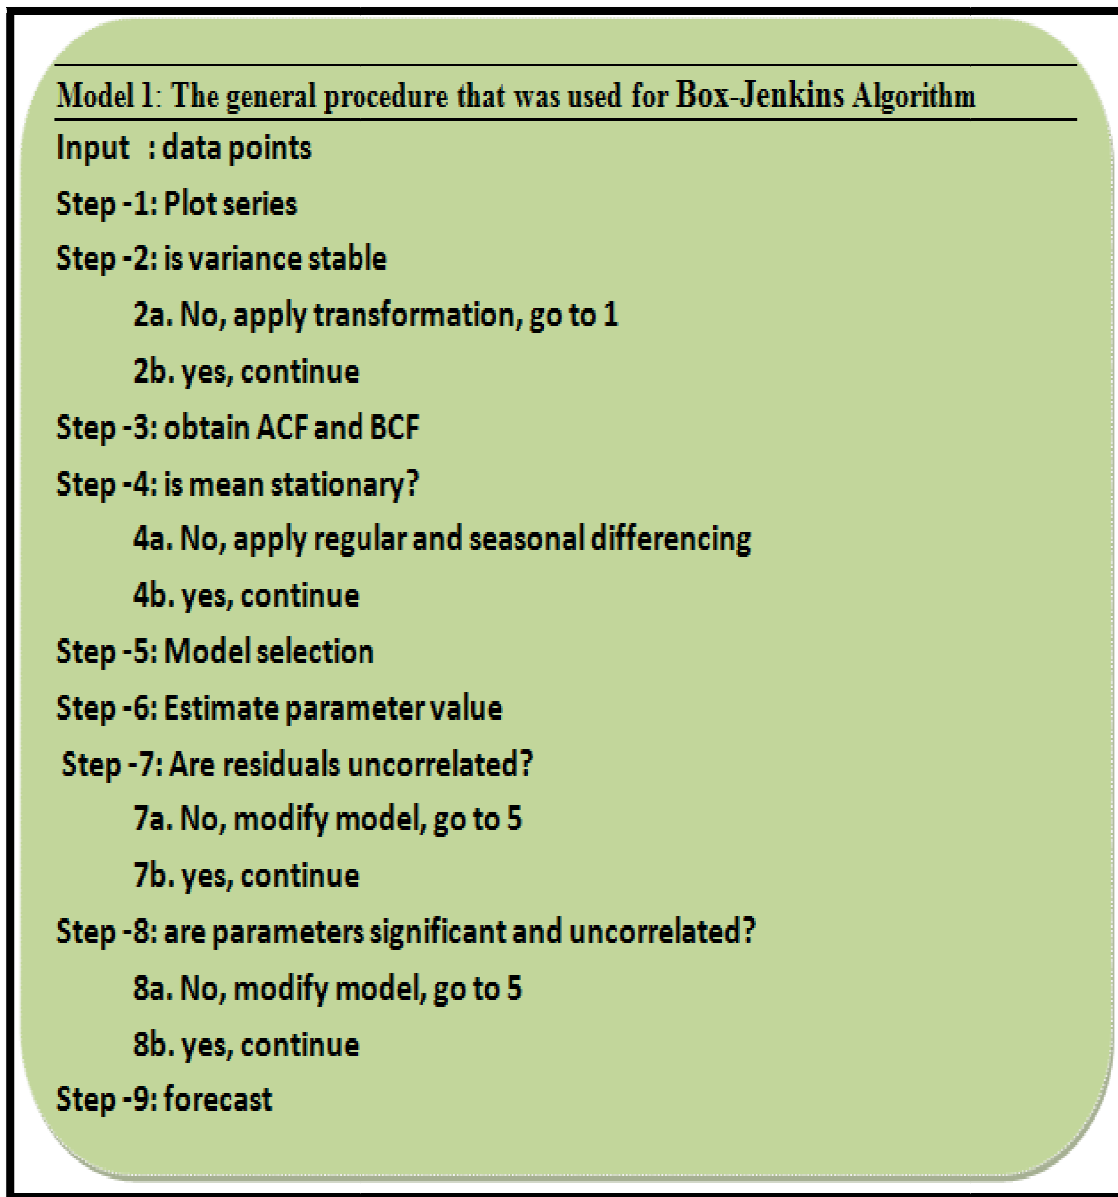 Model 1: The general procedure that was used for Box-Jenkins Algorithm
Input : data points
Step -1: Plot series
Step -2: is variance stable
2a. No, apply transformation, go to 1
2b. yes, continue
Step -3: obtain ACF and BCF
Step -4: is mean stationary?
4a. No, apply regular and seasonal differencing
4b. yes, continue
Step -5: Model selection
Step -6: Estimate parameter value
Step -7: Are residuals uncorrelated?
7a. No, modify model, go to 5
7b. yes, continue
Step -8: are parameters significant and uncorrelated?
8a. No, modify model, go to 5
8b. yes, continue
Step -9: forecast